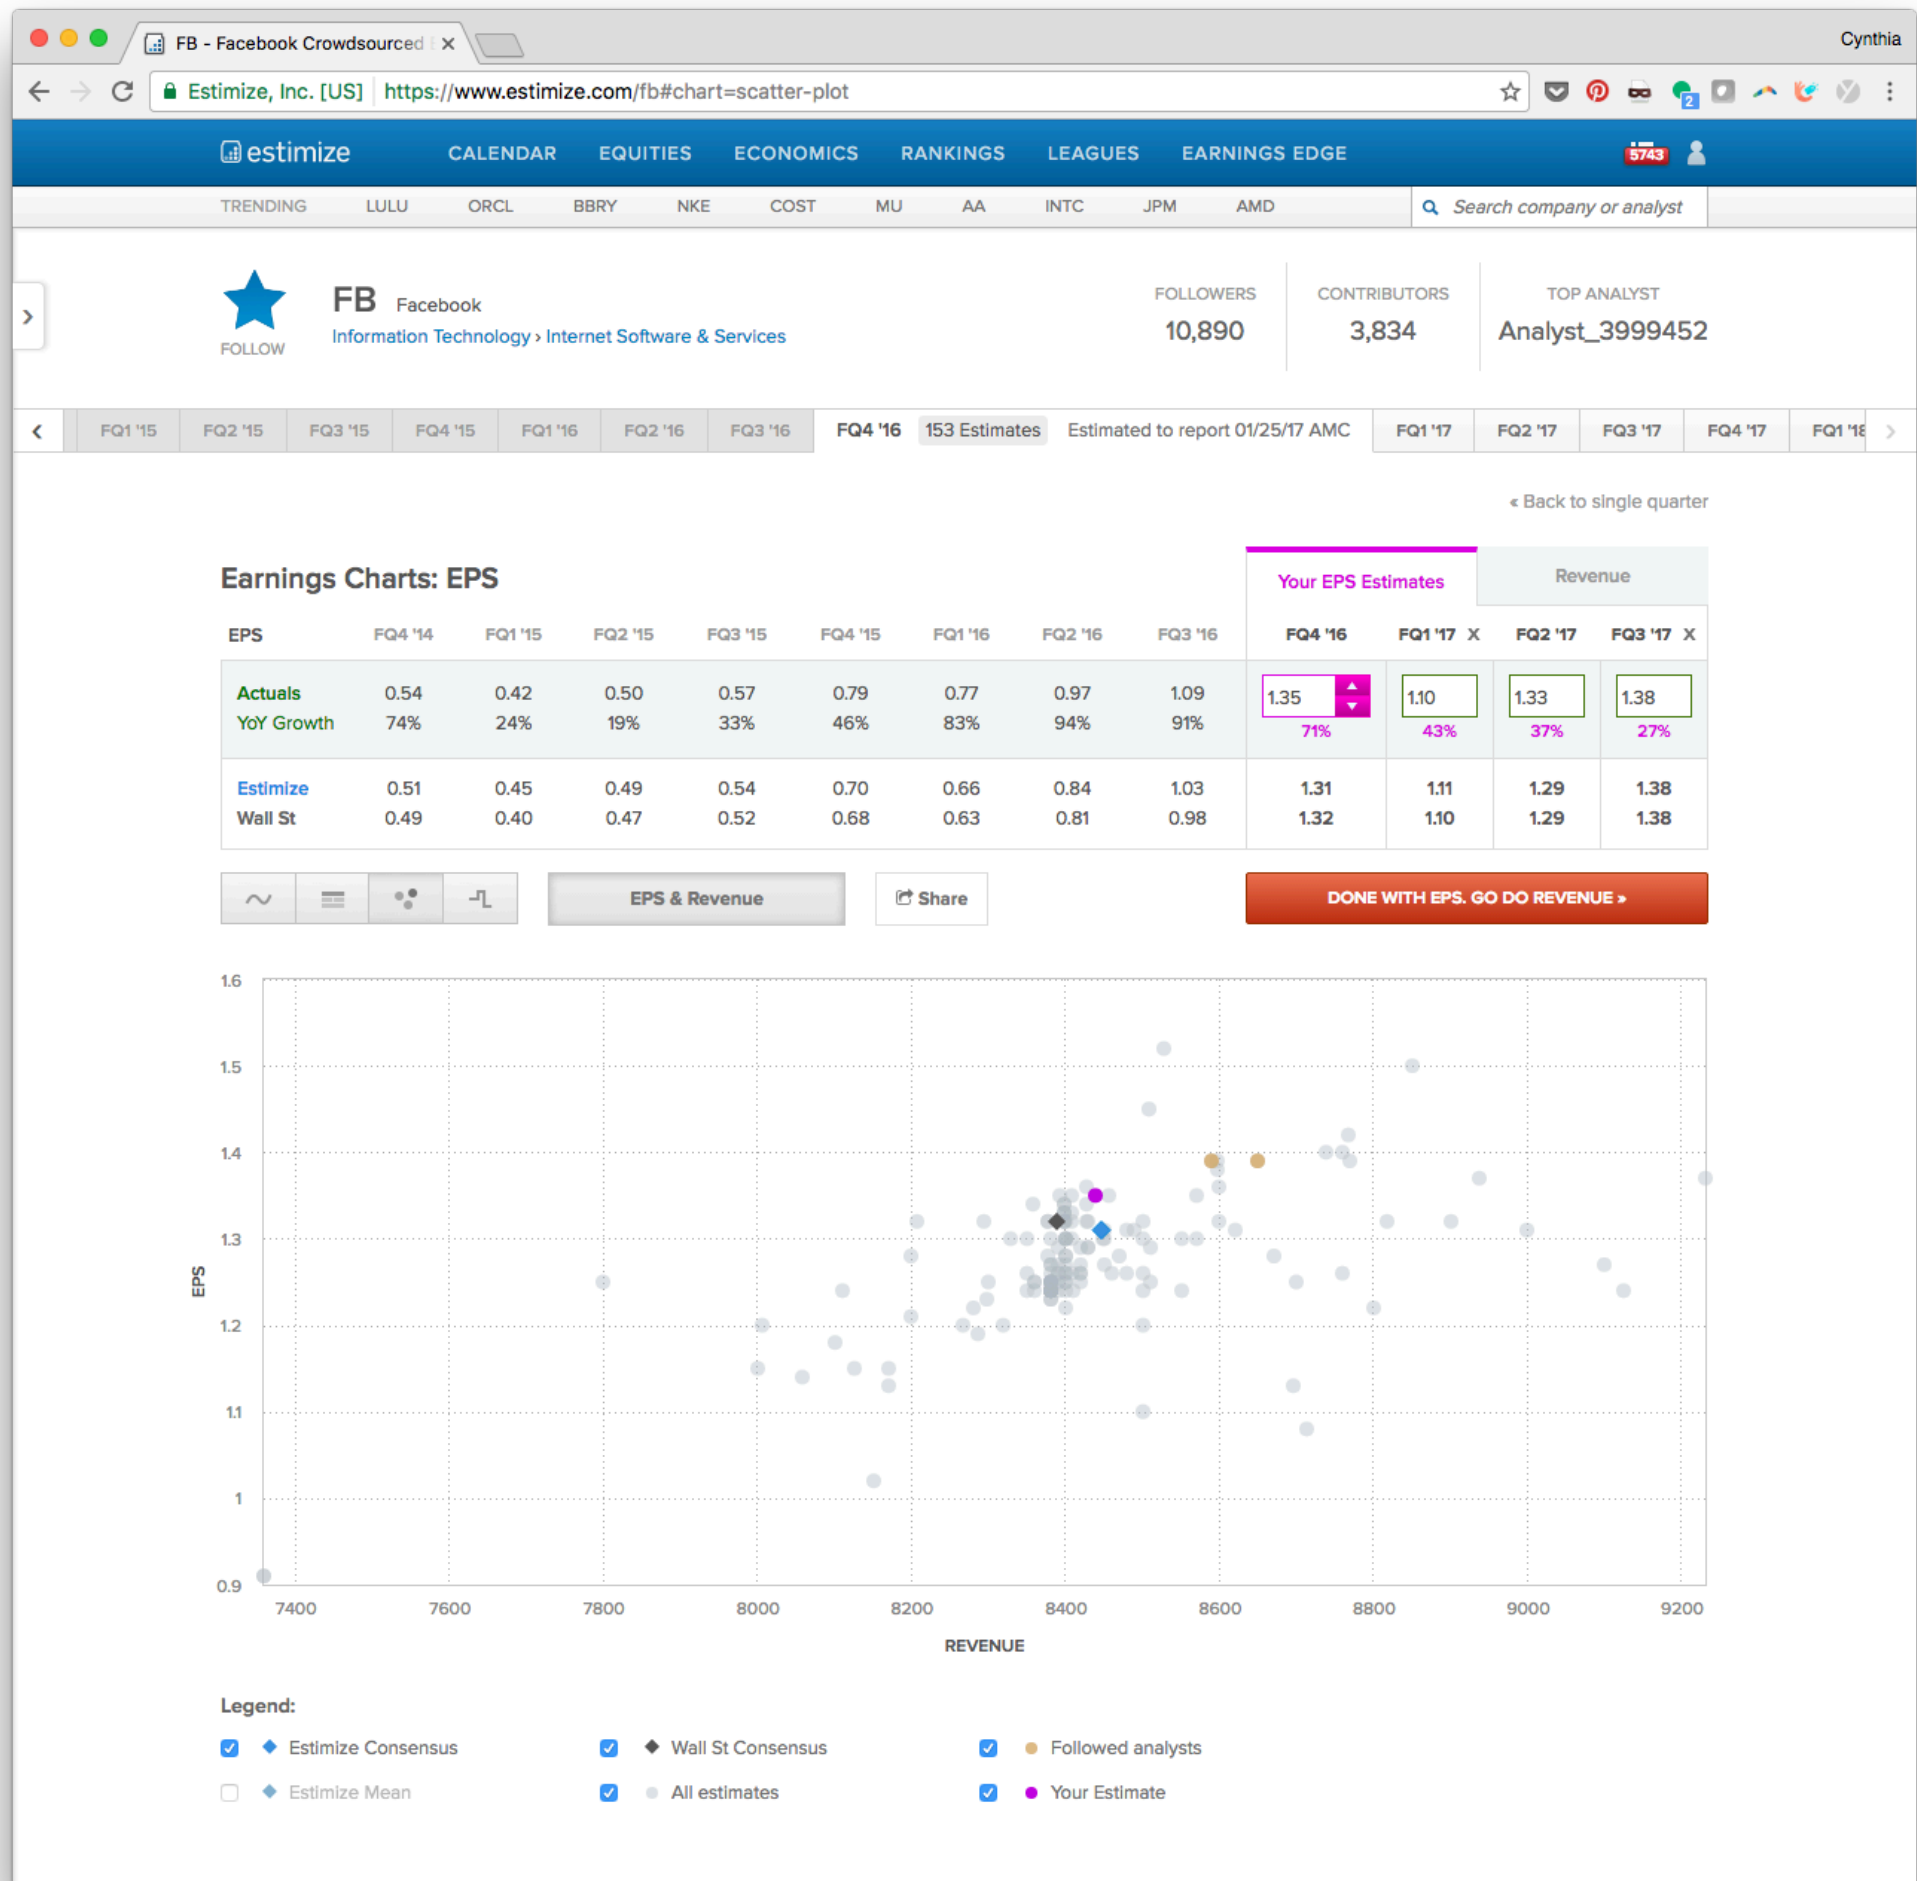 FB - Facebook Crowdsourced
Cynthia
Estimize, Inc. [US] https://www.estimize.com/fb#chart=scatter-plot
2
estimize CALENDAR EQUITIES ECONOMICS RANKINGS LEAGUES EARNINGS EDGE 5743
TRENDING LULU ORCL BBRY NKE COST MU AA INTC JPM AMD Search company or analyst
FB Facebook
Information Technology › Internet Software & Services
FOLLOW
FOLLOWERS CONTRIBUTORS TOP ANALYST
10,890 3,834 Analyst_3999452
FQ1 '15 FQ2 '15 FQ3 '15 FQ4 '15 FQ1 '16 FQ2 '16 FQ3 '16 FQ4 '16 153 Estimates Estimated to report 01/25/17 AMC FQ1 '17 FQ2 '17 FQ3 '17 FQ4 '17 FQ1 '18
« Back to single quarter
Earnings Charts: EPS Your EPS Estimates Revenue
EPS FQ4 '14 FQ1 '15 FQ2 '15 FQ3 '15 FQ4 '15 FQ1 '16 FQ2 '16 FQ3 '16 FQ4 '16 FQ1 '17 X FQ2 '17 FQ3 '17 X
Actuals 0.54 0.42 0.50 0.57 0.79 0.77 0.97 1.09 1.35 1.10 1.33 1.38
YoY Growth 74% 24% 19% 33% 46% 83% 94% 91% 71% 43% 37% 27%
Estimize 0.51 0.45 0.49 0.54 0.70 0.66 0.84 1.03 1.31 1.11 1.29 1.38
Wall St 0.49 0.40 0.47 0.52 0.68 0.63 0.81 0.98 1.32 1.10 1.29 1.38
EPS & Revenue Share DONE WITH EPS. GO DO REVENUE »
1.6
1.5
1.4
1.3
EPS
1.2
1.1
1
0.9
7400 7600 7800 8000 8200 8400 8600 8800 9000 9200
REVENUE
Legend:
Estimize Consensus Wall St Consensus Followed analysts
Estimize Mean All estimates Your Estimate